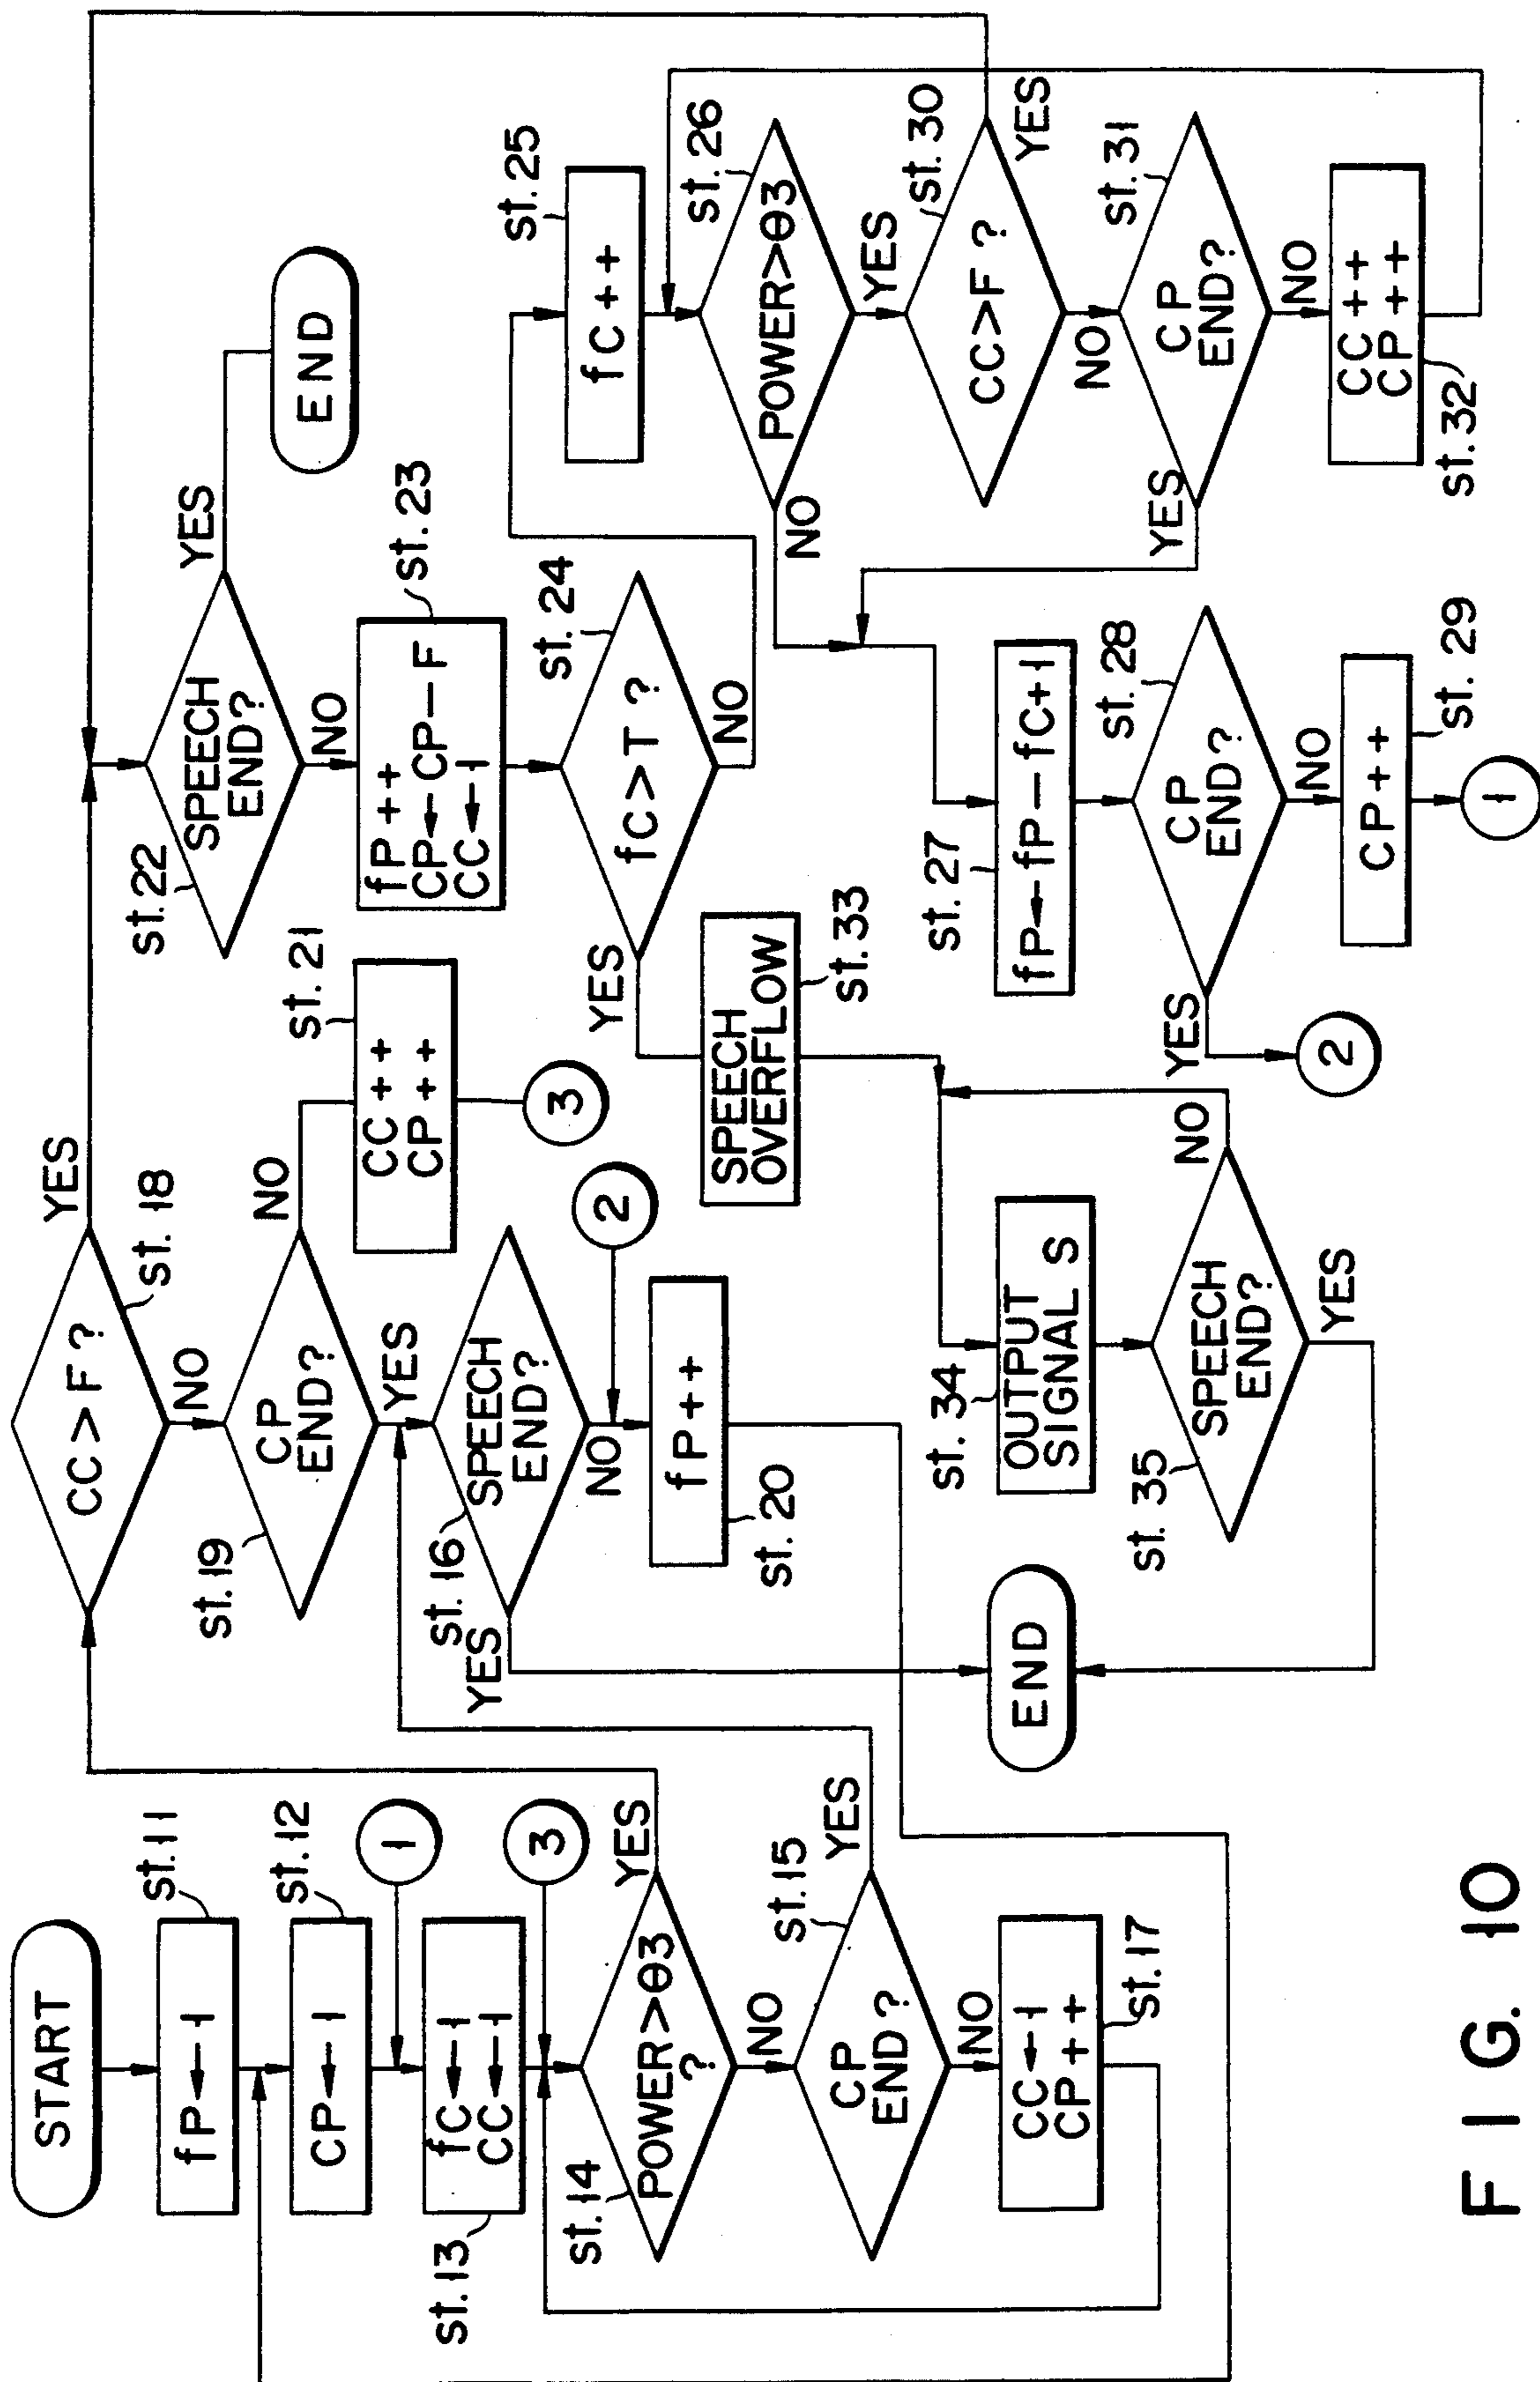 START
st.11
fP←1
st.12
CP←1
1
st.13
fC←1
CC←1
3
st.14
POWER>θ3
?
YES
NO
st.15
CP
END?
YES
NO
CC←1
CP++
st.17
CC>F?
YES
st.18
NO
st.19
CP
END?
NO
YES
st.21
CC++
CP++
3
st.16
SPEECH
END?
YES
NO
2
fP++
st.20
END
st.22
SPEECH
END?
YES
END
NO
st.23
fP++
CP←CP-F
CC←1
st.24
fC>T?
YES
NO
SPEECH
OVERFLOW
st.33
st.34
OUTPUT
SIGNAL S
st.35
SPEECH
END?
NO
YES
st.25
fC++
st.26
POWER>θ3
NO
YES
st.30
CC>F?
YES
NO
st.31
CP
END?
YES
NO
CC++
CP++
st.32
st.27
fP←fP-fC+1
st.28
CP
END?
YES
2
NO
st.29
CP++
1
FIG. 10